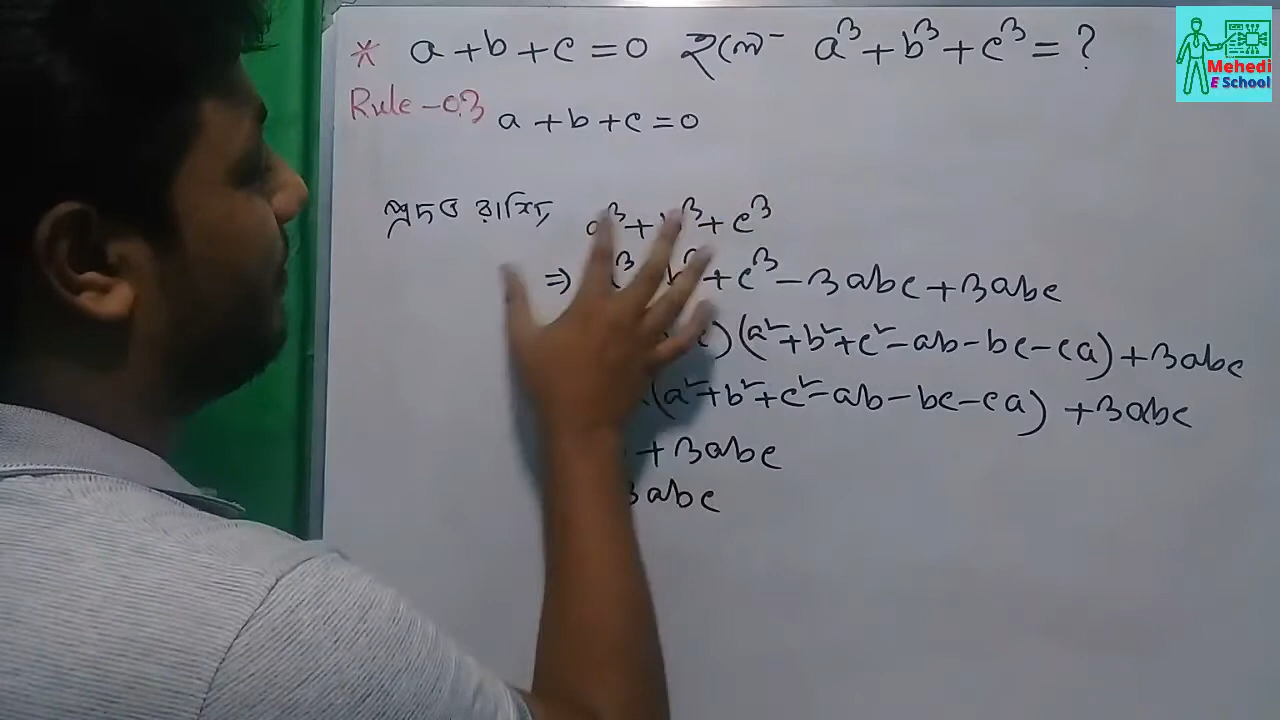 * a + b + c = 0 হলে- a³ + b³ + c³ = ?
Rule-03 a + b + c = 0
প্রদত্ত রাশি, a³ + b³ + c³
⇒ a³ b³ + c³ - 3abc + 3abc
c)(a² + b² + c² - ab - bc - ca) + 3abc
(a² + b² + c² - ab - bc - ca) + 3abc
+ 3abc
3abc
Mehedi
E School